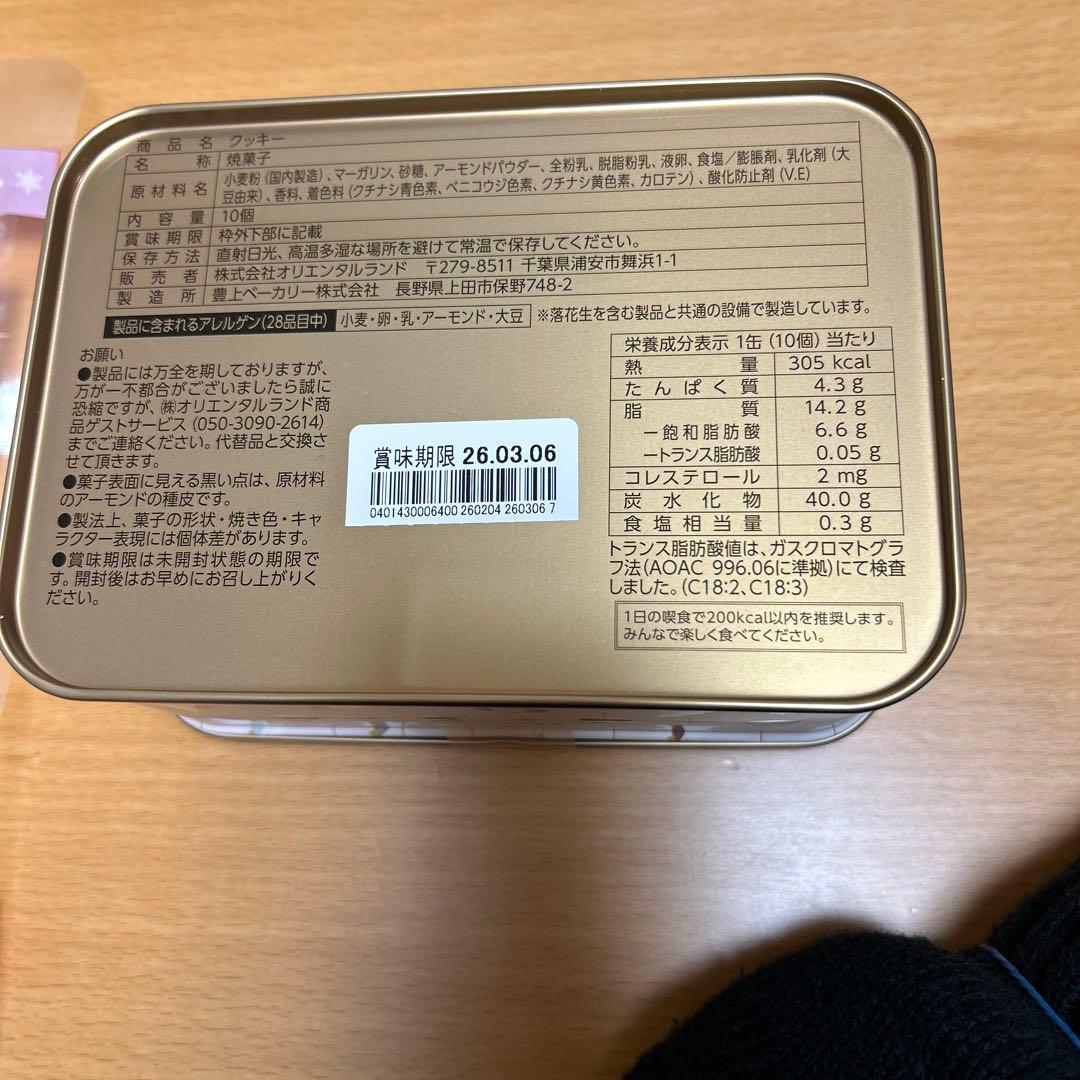 商品名 クッキー
名称 焼菓子
原材料名 小麦粉(国内製造)、マーガリン、砂糖、アーモンドパウダー、全粉乳、脱脂粉乳、液卵、食塩/膨脹剤、乳化剤(大
豆由来)、香料、着色料(クチナシ青色素、ベニコウジ色素、クチナシ黄色素、カロテン)、酸化防止剤(V.E)
内容量 10個
賞味期限 枠外下部に記載
保存方法 直射日光、高温多湿な場所を避けて常温で保存してください。
販売者 株式会社オリエンタルランド 〒279-8511 千葉県浦安市舞浜1-1
製造所 豊上ベーカリー株式会社 長野県上田市保野748-2
製品に含まれるアレルゲン(28品目中) 小麦・卵・乳・アーモンド・大豆 ※落花生を含む製品と共通の設備で製造しています。
お願い
●製品には万全を期しておりますが、
万が一不都合がございましたら誠に
恐縮ですが、㈱オリエンタルランド商
品ゲストサービス(050-3090-2614)
までご連絡ください。代替品と交換さ
せて頂きます。
●菓子表面に見える黒い点は、原材料
のアーモンドの種皮です。
●製法上、菓子の形状・焼き色・キャ
ラクター表現には個体差があります。
●賞味期限は未開封状態の期限で
す。開封後はお早めにお召し上がりく
ださい。
賞味期限 26.03.06
0401430006400 260204 260306 7
栄養成分表示 1缶(10個)当たり
熱量 305 kcal
たんぱく質 4.3 g
脂質 14.2 g
―飽和脂肪酸 6.6 g
―トランス脂肪酸 0.05 g
コレステロール 2 mg
炭水化物 40.0 g
食塩相当量 0.3 g
トランス脂肪酸値は、ガスクロマトグラ
フ法(AOAC 996.06に準拠)にて検査
しました。(C18:2、C18:3)
1日の喫食で200kcal以内を推奨します。
みんなで楽しく食べてください。